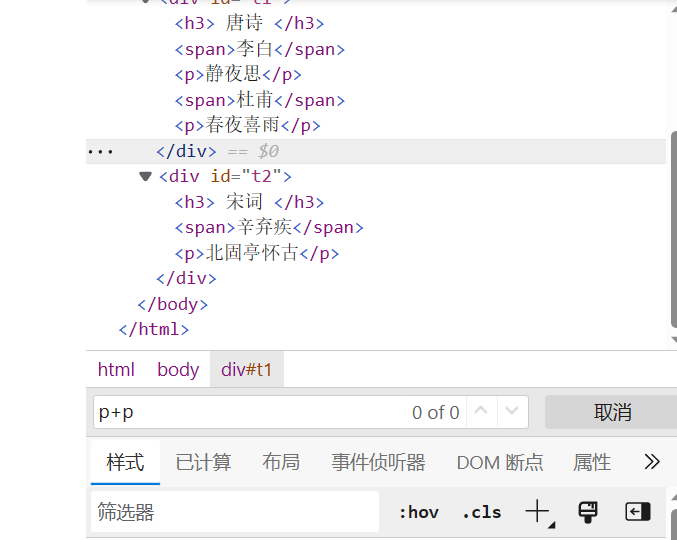 <div id="t1">
<h3> 唐诗 </h3>
<span>李白</span>
<p>静夜思</p>
<span>杜甫</span>
<p>春夜喜雨</p>
··· </div> == $0
<div id="t2">
<h3> 宋词 </h3>
<span>辛弃疾</span>
<p>北固亭怀古</p>
</div>
</body>
</html>
html body div#t1
p+p 0 of 0 取消
样式 已计算 布局 事件侦听器 DOM 断点 属性
筛选器 :hov .cls